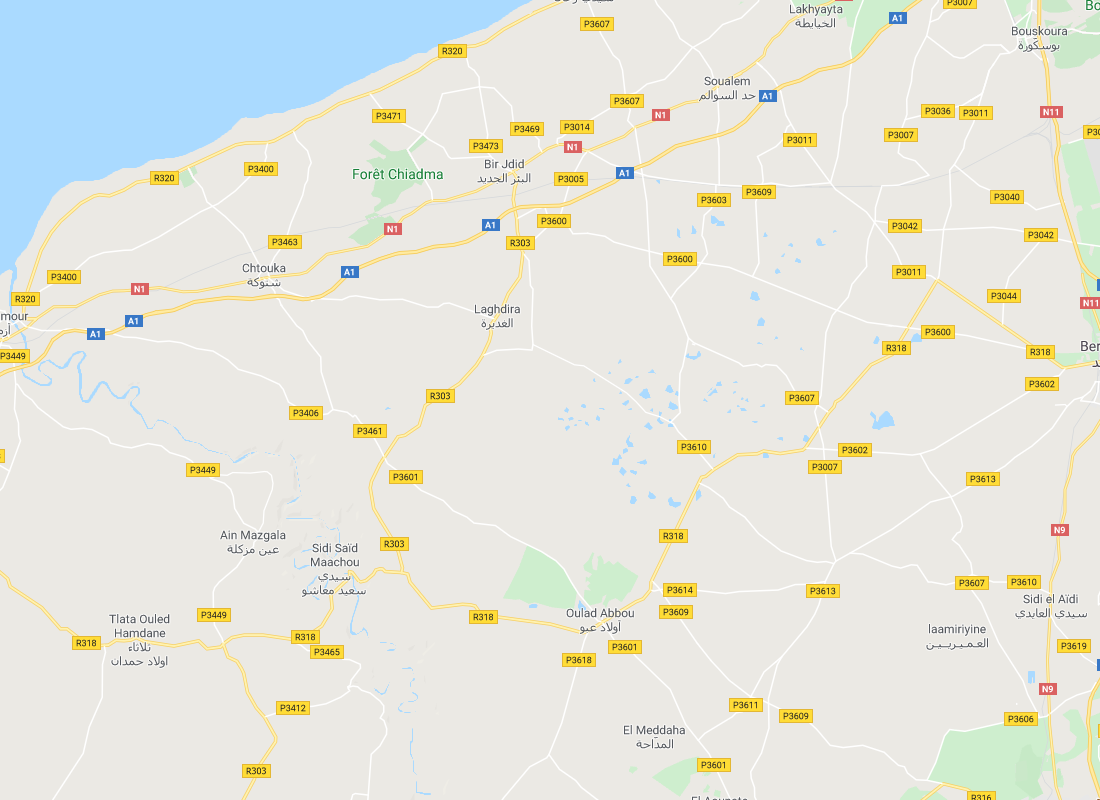 P3007
Lakhyayta
الخيايطة
A1
P3607
Bouskoura
بوسكورة
R320
Soualem
حد السوالم
A1
P3607
N1
P3471
P3469
P3014
P3036
P3011
N11
P3007
P3011
P3473
N1
Bir Jdid
البئر الجديد
Forêt Chiadma
P3400
R320
P3005
A1
P3603
P3609
P3040
N1
A1
P3600
P3042
P3042
R303
P3463
P3600
Chtouka
شتوكة
A1
P3011
P3400
N1
R320
P3044
N11
Laghdira
الغديرة
A1
A1
P3600
P3449
R318
R318
P3602
R303
P3607
P3406
P3461
P3610
P3602
P3449
P3601
P3007
P3613
Ain Mazgala
عين مزكلة
R303
R318
N9
Sidi Saïd
Maachou
سيدي
سعيد معاشو
P3614
P3613
P3607
P3610
Sidi el Aïdi
سيدي العايدي
Oulad Abbou
أولاد عبو
P3609
P3449
R318
Tlata Ouled
Hamdane
ثلاثاء
اولاد حمدان
R318
R318
P3465
P3601
P3618
laamiriyine
العـمـيـريــيـن
P3619
N9
P3412
P3611
P3609
P3606
El Meddaha
المداحة
R303
P3601
R316